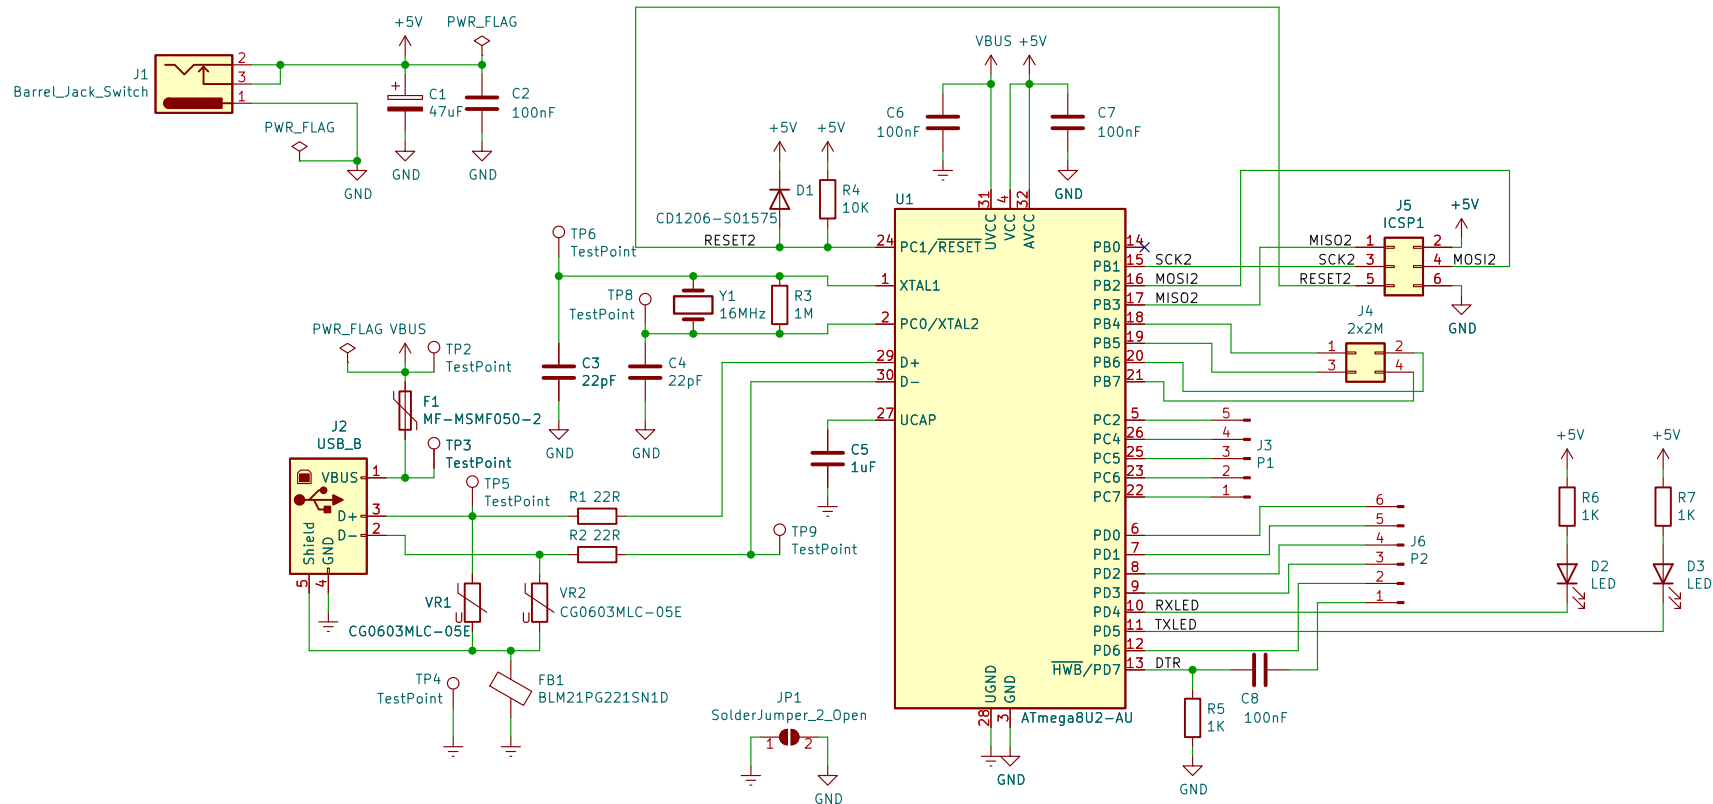 +5V
PWR_FLAG
J1
Barrel_Jack_Switch
2
3
1
C1
47uF
C2
100nF
PWR_FLAG
GND
GND
GND
VBUS +5V
C6
100nF
C7
100nF
GND
+5V
+5V
D1
CD1206-S01575
R4
10K
RESET2
TP6
TestPoint
TP8
TestPoint
Y1
16MHz
R3
1M
C3
22pF
C4
22pF
GND
GND
C5
1uF
U1
31
4
32
UVCC
VCC
AVCC
24
PC1/RESET
1
XTAL1
2
PC0/XTAL2
29
D+
30
D-
27
UCAP
PB0
14
PB1
15
SCK2
PB2
16
MOSI2
PB3
17
MISO2
PB4
18
PB5
19
PB6
20
PB7
21
PC2
5
PC4
26
PC5
25
PC6
23
PC7
22
PD0
6
PD1
7
PD2
8
PD3
9
PD4
10
RXLED
PD5
11
TXLED
PD6
12
HWB/PD7
13
DTR
UGND
GND
28
3
ATmega8U2-AU
GND
J5
ICSP1
+5V
MISO2
1
2
SCK2
3
4
MOSI2
RESET2
5
6
GND
J4
2x2M
1
2
3
4
5
4
3
2
1
J3
P1
6
5
4
3
2
1
J6
P2
+5V
+5V
R6
1K
R7
1K
D2
LED
D3
LED
C8
100nF
R5
1K
GND
PWR_FLAG VBUS
TP2
TestPoint
F1
MF-MSMF050-2
J2
USB_B
TP3
TestPoint
VBUS
1
D+
3
D-
2
Shield
GND
5
4
TP5
TestPoint
R1 22R
R2 22R
TP9
TestPoint
VR1
U
CG0603MLC-05E
VR2
U
CG0603MLC-05E
TP4
TestPoint
FB1
BLM21PG221SN1D
JP1
SolderJumper_2_Open
1
2
GND